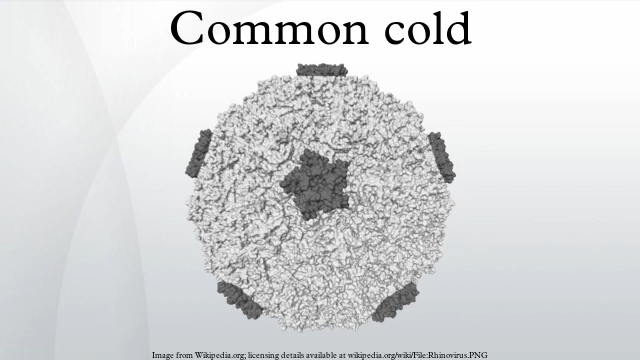 Common cold
Image from Wikipedia.org; licensing details available at wikipedia.org/wiki/File:Rhinovirus.PNG